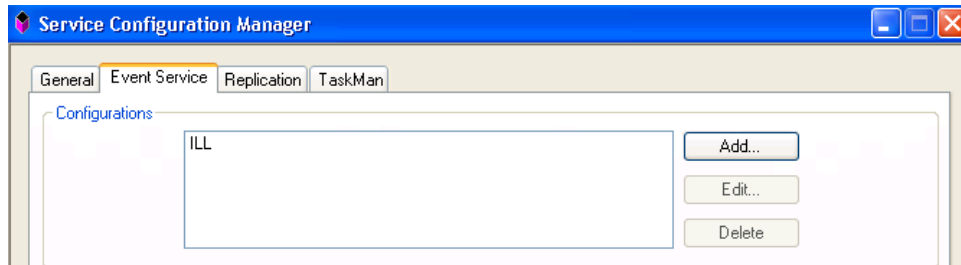 Service Configuration Manager
General Event Service Replication TaskMan
Configurations
ILL
Add...
Edit...
Delete